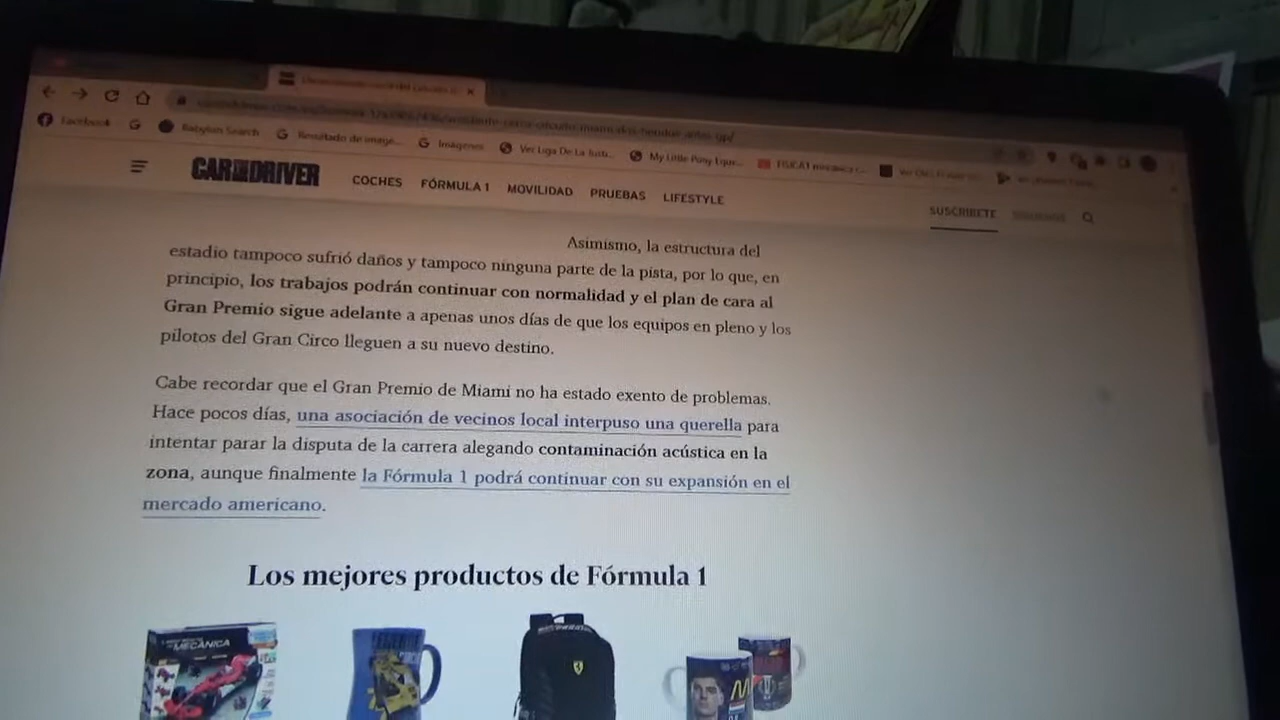 Facebook
Babylon Search
Resultado de image...
Imágenes
Ver Liga De La Justi...
My Little Pony Eque...
CAR AND DRIVER
COCHES FÓRMULA 1 MOVILIDAD PRUEBAS LIFESTYLE
SUSCRIBETE
Asimismo, la estructura del
estadio tampoco sufrió daños y tampoco ninguna parte de la pista, por lo que, en
principio, los trabajos podrán continuar con normalidad y el plan de cara al
Gran Premio sigue adelante a apenas unos días de que los equipos en pleno y los
pilotos del Gran Circo lleguen a su nuevo destino.
Cabe recordar que el Gran Premio de Miami no ha estado exento de problemas.
Hace pocos días, una asociación de vecinos local interpuso una querella para
intentar parar la disputa de la carrera alegando contaminación acústica en la
zona, aunque finalmente la Fórmula 1 podrá continuar con su expansión en el
mercado americano.
Los mejores productos de Fórmula 1
MECÁNICA